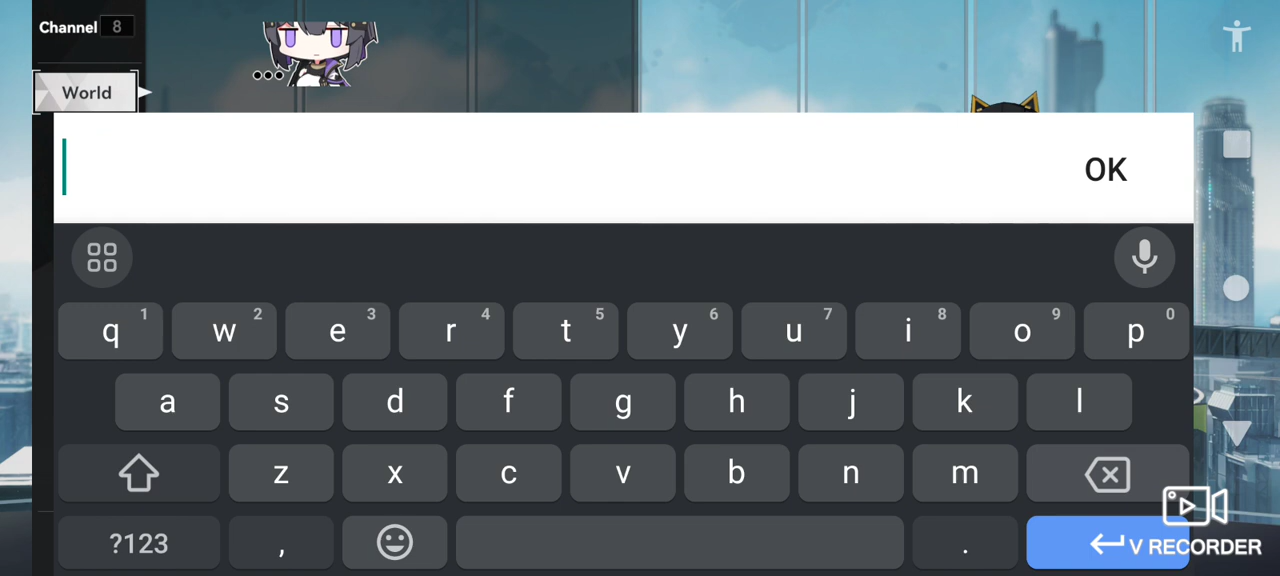 Channel 8
World
OK
q 1 w 2 e 3 r 4 t 5 y 6 u 7 i 8 o 9 p 0
a s d f g h j k l
z x c v b n m
?123 , .
V RECORDER